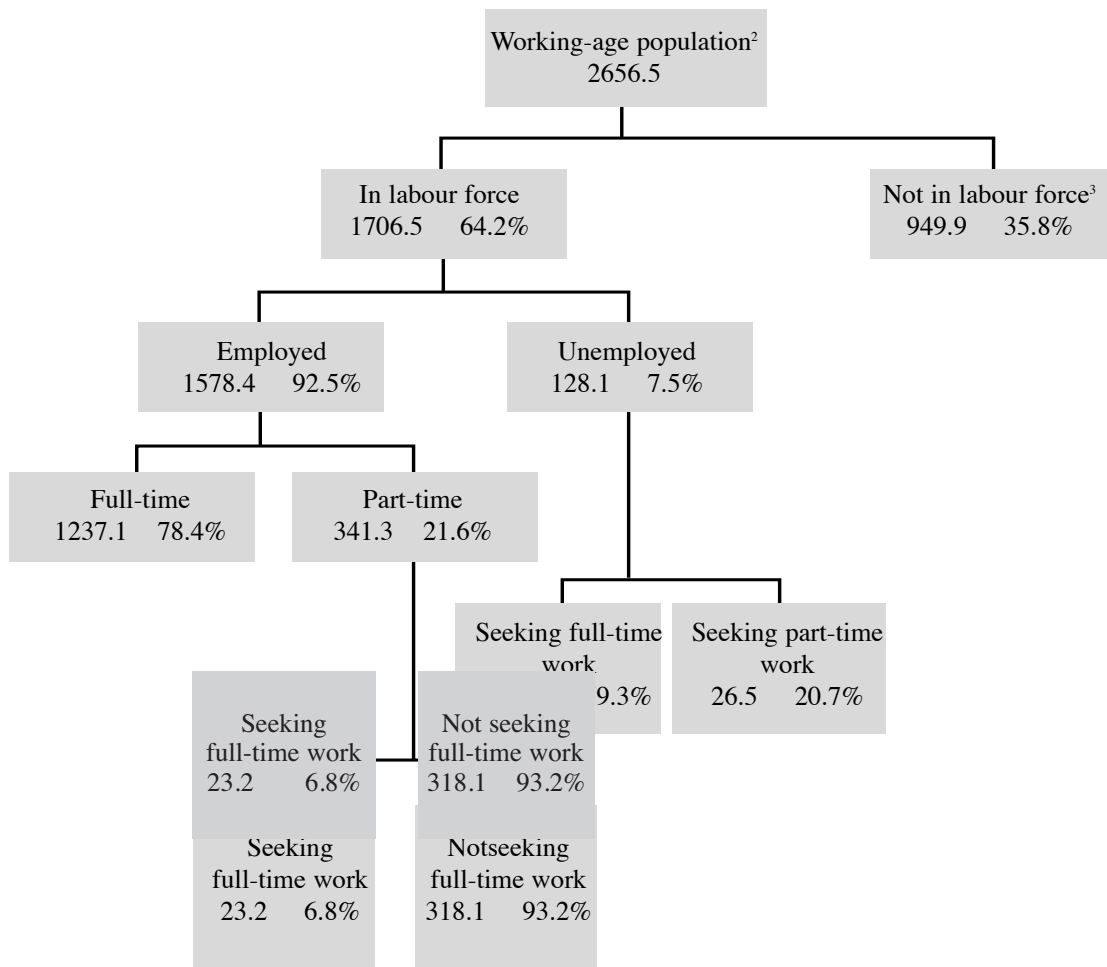 Working-age population²
2656.5
In labour force
1706.5 64.2%
Not in labour force³
949.9 35.8%
Employed
1578.4 92.5%
Unemployed
128.1 7.5%
Full-time
1237.1 78.4%
Part-time
341.3 21.6%
Seeking full-time
work
9.3%
Seeking part-time
work
26.5 20.7%
Seeking
full-time work
23.2 6.8%
Not seeking
full-time work
318.1 93.2%
Seeking
full-time work
23.2 6.8%
Notseeking
full-time work
318.1 93.2%